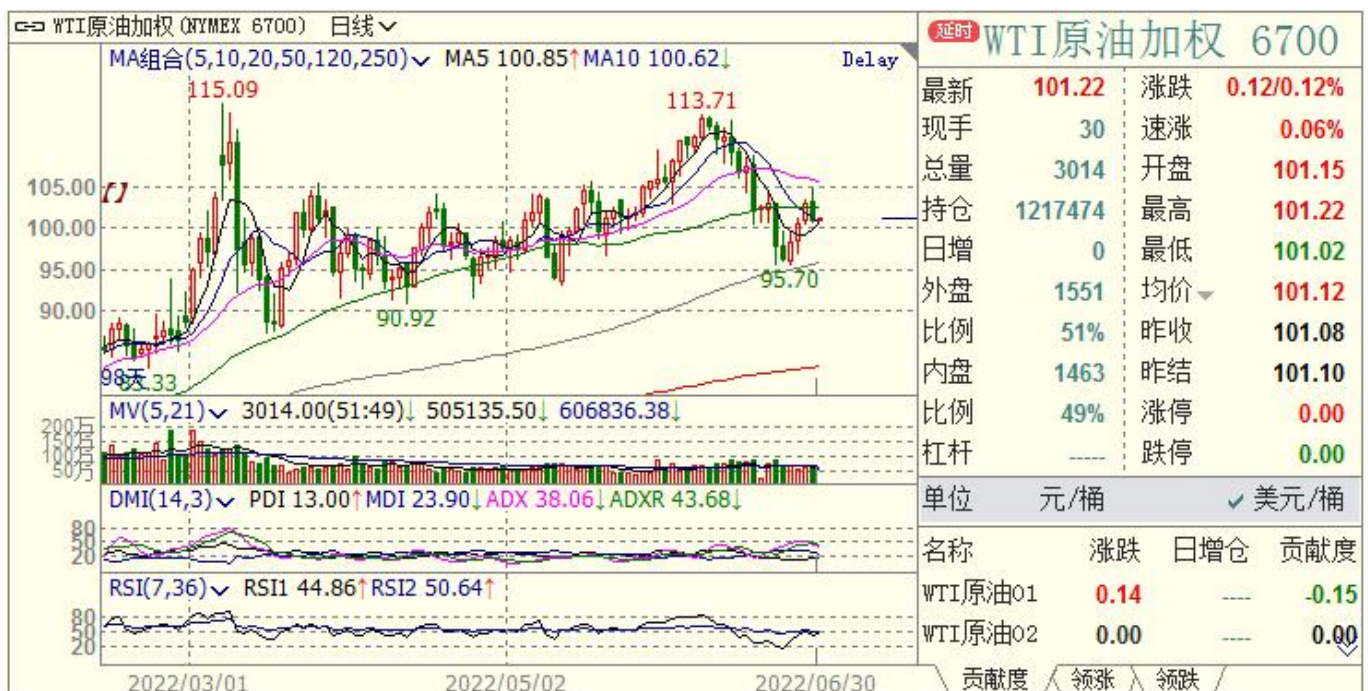 WTI原油加权(NYMEX 6700) 日线
MA组合(5,10,20,50,120,250) MA5 100.85↑MA10 100.62↓ Delay
115.09
113.71
105.00
100.00
95.00
90.00
95.70
90.92
98天
83.33
MV(5,21) 3014.00(51:49)↓ 505135.50↓ 606836.38↓
200万
150万
100万
50万
DMI(14,3) PDI 13.00↑MDI 23.90↓ADX 38.06↓ADXR 43.68↓
80
50
20
RSI(7,36) RSI1 44.86↑RSI2 50.64↑
80
50
20
2022/03/01 2022/05/02 2022/06/30
延时 WTI原油加权 6700
最新 101.22 涨跌 0.12/0.12%
现手 30 速涨 0.06%
总量 3014 开盘 101.15
持仓 1217474 最高 101.22
日增 0 最低 101.02
外盘 1551 均价 101.12
比例 51% 昨收 101.08
内盘 1463 昨结 101.10
比例 49% 涨停 0.00
杠杆 ----- 跌停 0.00
单位 元/桶 ✓ 美元/桶
名称 涨跌 日增仓 贡献度
WTI原油01 0.14 ---- -0.15
WTI原油02 0.00 ---- 0.00
贡献度 领涨 领跌